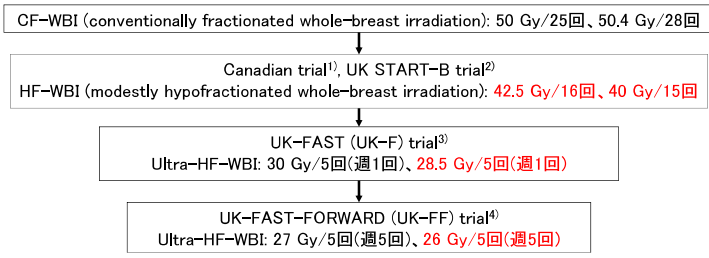 CF-WBI (conventionally fractionated whole-breast irradiation): 50 Gy/25回、50.4 Gy/28回
Canadian trial1), UK START-B trial2)
HF-WBI (modestly hypofractionated whole-breast irradiation): 42.5 Gy/16回、40 Gy/15回
UK-FAST (UK-F) trial3)
Ultra-HF-WBI: 30 Gy/5回(週1回)、28.5 Gy/5回(週1回)
UK-FAST-FORWARD (UK-FF) trial4)
Ultra-HF-WBI: 27 Gy/5回(週5回)、26 Gy/5回(週5回)